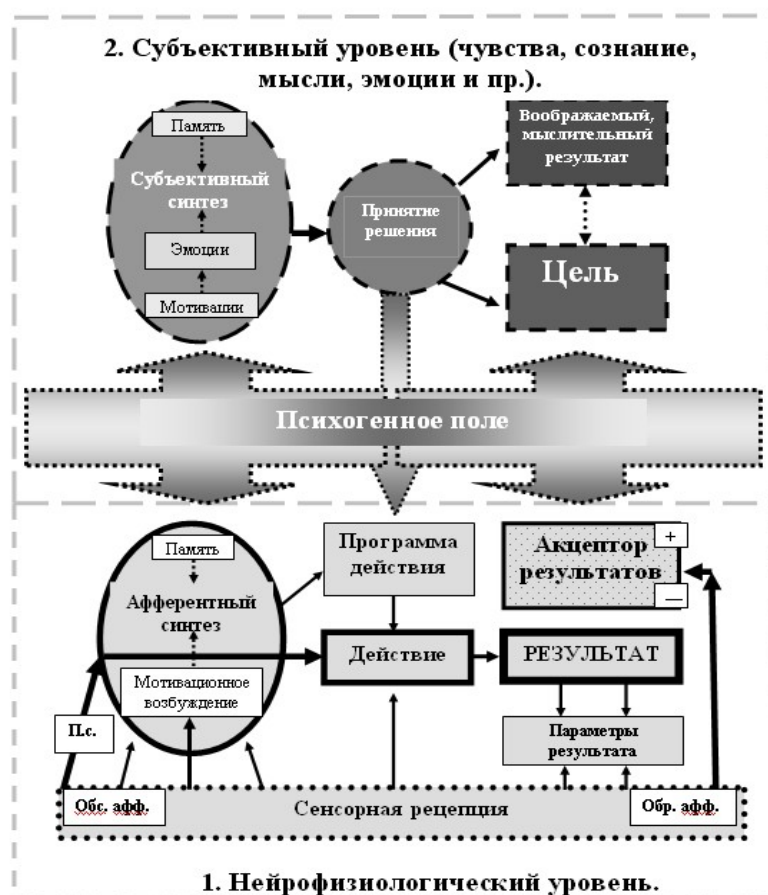 2. Субъективный уровень (чувства, сознание,
мысли, эмоции и пр.).
Память
Субъективный
синтез
Эмоции
Мотивации
Принятие
решения
Воображаемый,
мыслительный
результат
Цель
Психогенное поле
Память
Афферентный
синтез
Мотивационное
возбуждение
П.с.
Программа
действия
Действие
Акцептор
результатов
+
—
РЕЗУЛЬТАТ
Параметры
результата
Обс. афф.
Сенсорная рецепция
Обр. афф.
1. Нейрофизиологический уровень.